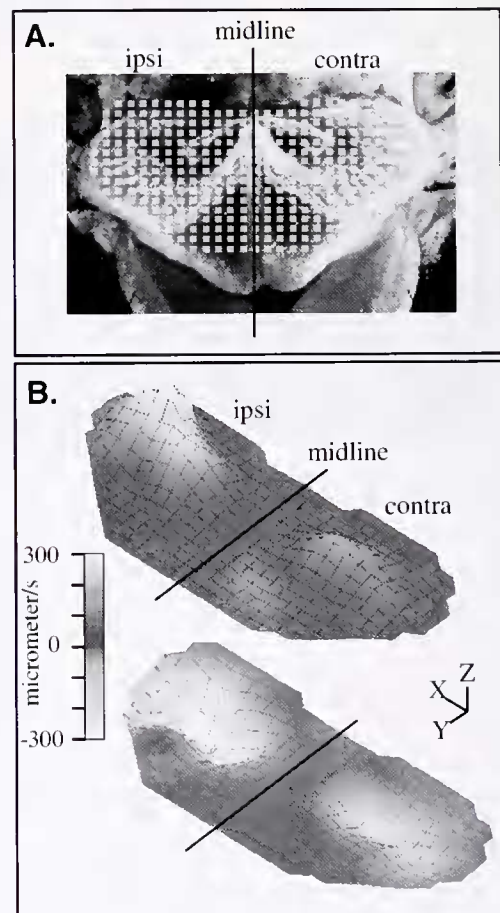 A.
midline
ipsi
contra
B.
ipsi
midline
contra
300
0
-300
micrometer/s
X
Y
Z